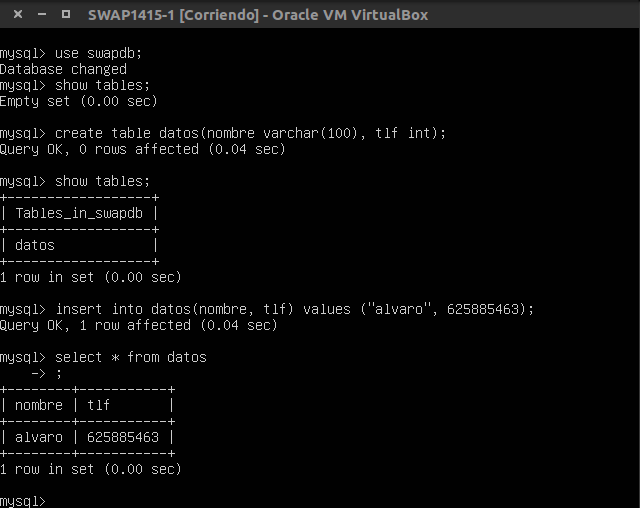 SWAP1415-1 [Corriendo] - Oracle VM VirtualBox
mysql> use swapdb;
Database changed
mysql> show tables;
Empty set (0.00 sec)
mysql> create table datos(nombre varchar(100), tlf int);
Query OK, 0 rows affected (0.04 sec)
mysql> show tables;
+------------------+
| Tables_in_swapdb |
+------------------+
| datos            |
+------------------+
1 row in set (0.00 sec)
mysql> insert into datos(nombre, tlf) values ("alvaro", 625885463);
Query OK, 1 row affected (0.04 sec)
mysql> select * from datos
    -> ;
+--------+-----------+
| nombre | tlf       |
+--------+-----------+
| alvaro | 625885463 |
+--------+-----------+
1 row in set (0.00 sec)
mysql>